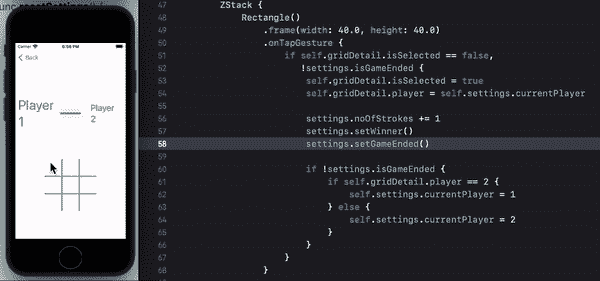 Carrier
5:56 PM
Back
Player
1
Player
2
47 ZStack {
48 Rectangle()
49 .frame(width: 40.0, height: 40.0)
50 .onTapGesture {
51 if self.gridDetail.isSelected == false,
52 !settings.isGameEnded {
53 self.gridDetail.isSelected = true
54 self.gridDetail.player = self.settings.currentPlayer
55
56 settings.noOfStrokes += 1
57 settings.setWinner()
58 settings.setGameEnded()
59
60 if !settings.isGameEnded {
61 if self.gridDetail.player == 2 {
62 self.settings.currentPlayer = 1
63 } else {
64 self.settings.currentPlayer = 2
65 }
66 }
67 }
68 }